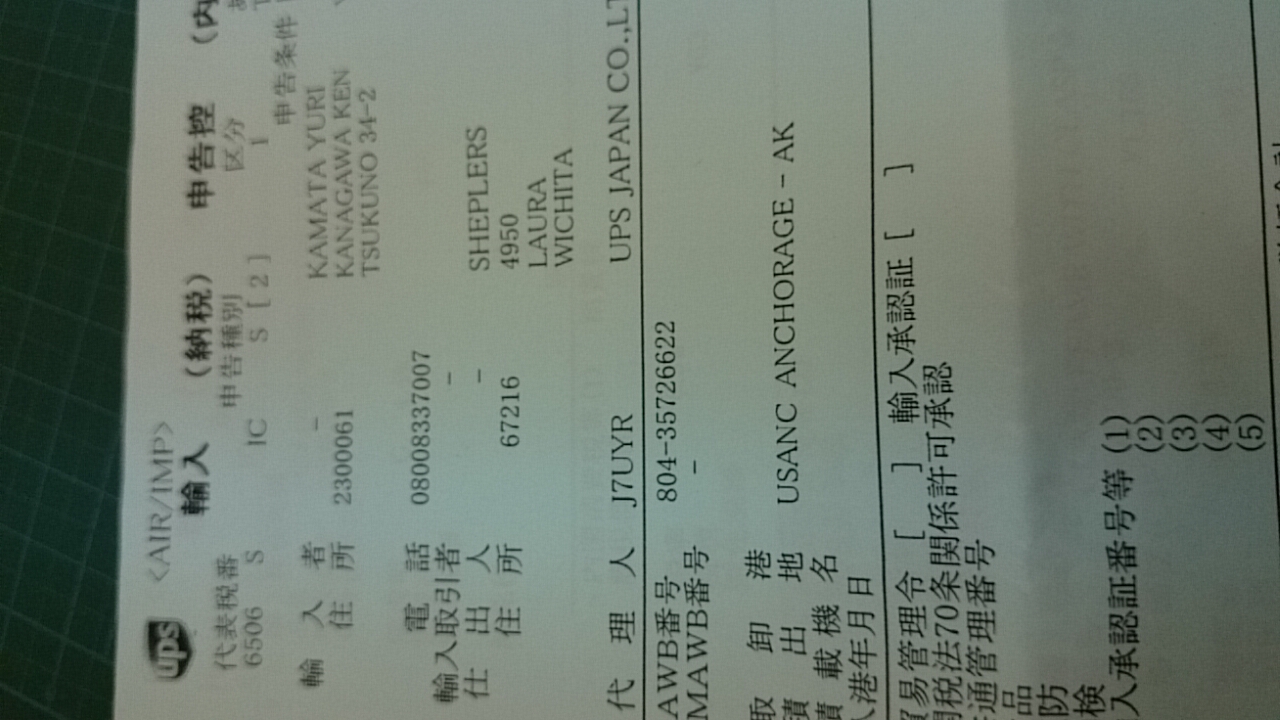 ups <AIR/IMP>
輸入 (納税) 申告控 (内
代表税番 申告種別 区分
6506 S IC S [ 2 ] I
申告条件
輸 入 者 - KAMATA YURI
住 所 2300061 KANAGAWA KEN
TSUKUNO 34-2
電 話 08008337007
輸入取引者 -
仕 出 人 - SHEPLERS
住 所 67216 4950
LAURA
WICHITA
代 理 人 J7UYR UPS JAPAN CO.,LT
AWB番号 804-35726622
MAWB番号 -
取 卸 港
積 出 地 USANC ANCHORAGE - AK
積 載 機 名
入港年月日
貿易管理令 [ ] 輸入承認証 [ ]
関税法70条関係許可承認
共通管理番号
品
防
検
入承認証番号等 (1)
(2)
(3)
(4)
(5)